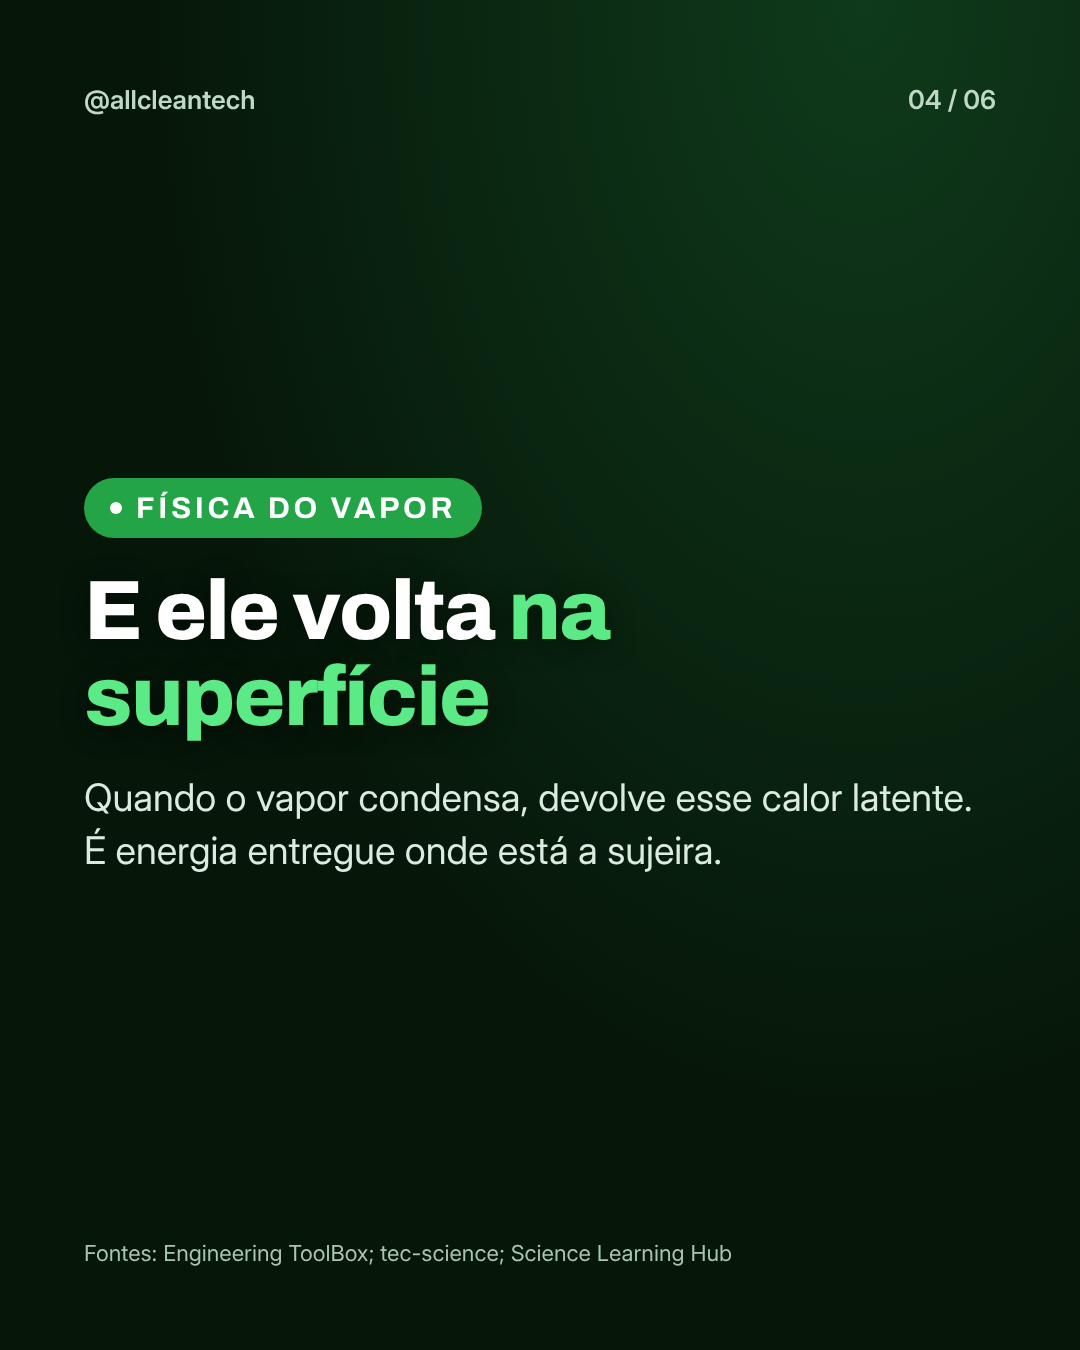 @allcleantech
04 / 06
• FÍSICA DO VAPOR
E ele volta na
superfície
Quando o vapor condensa, devolve esse calor latente.
É energia entregue onde está a sujeira.
Fontes: Engineering ToolBox; tec-science; Science Learning Hub